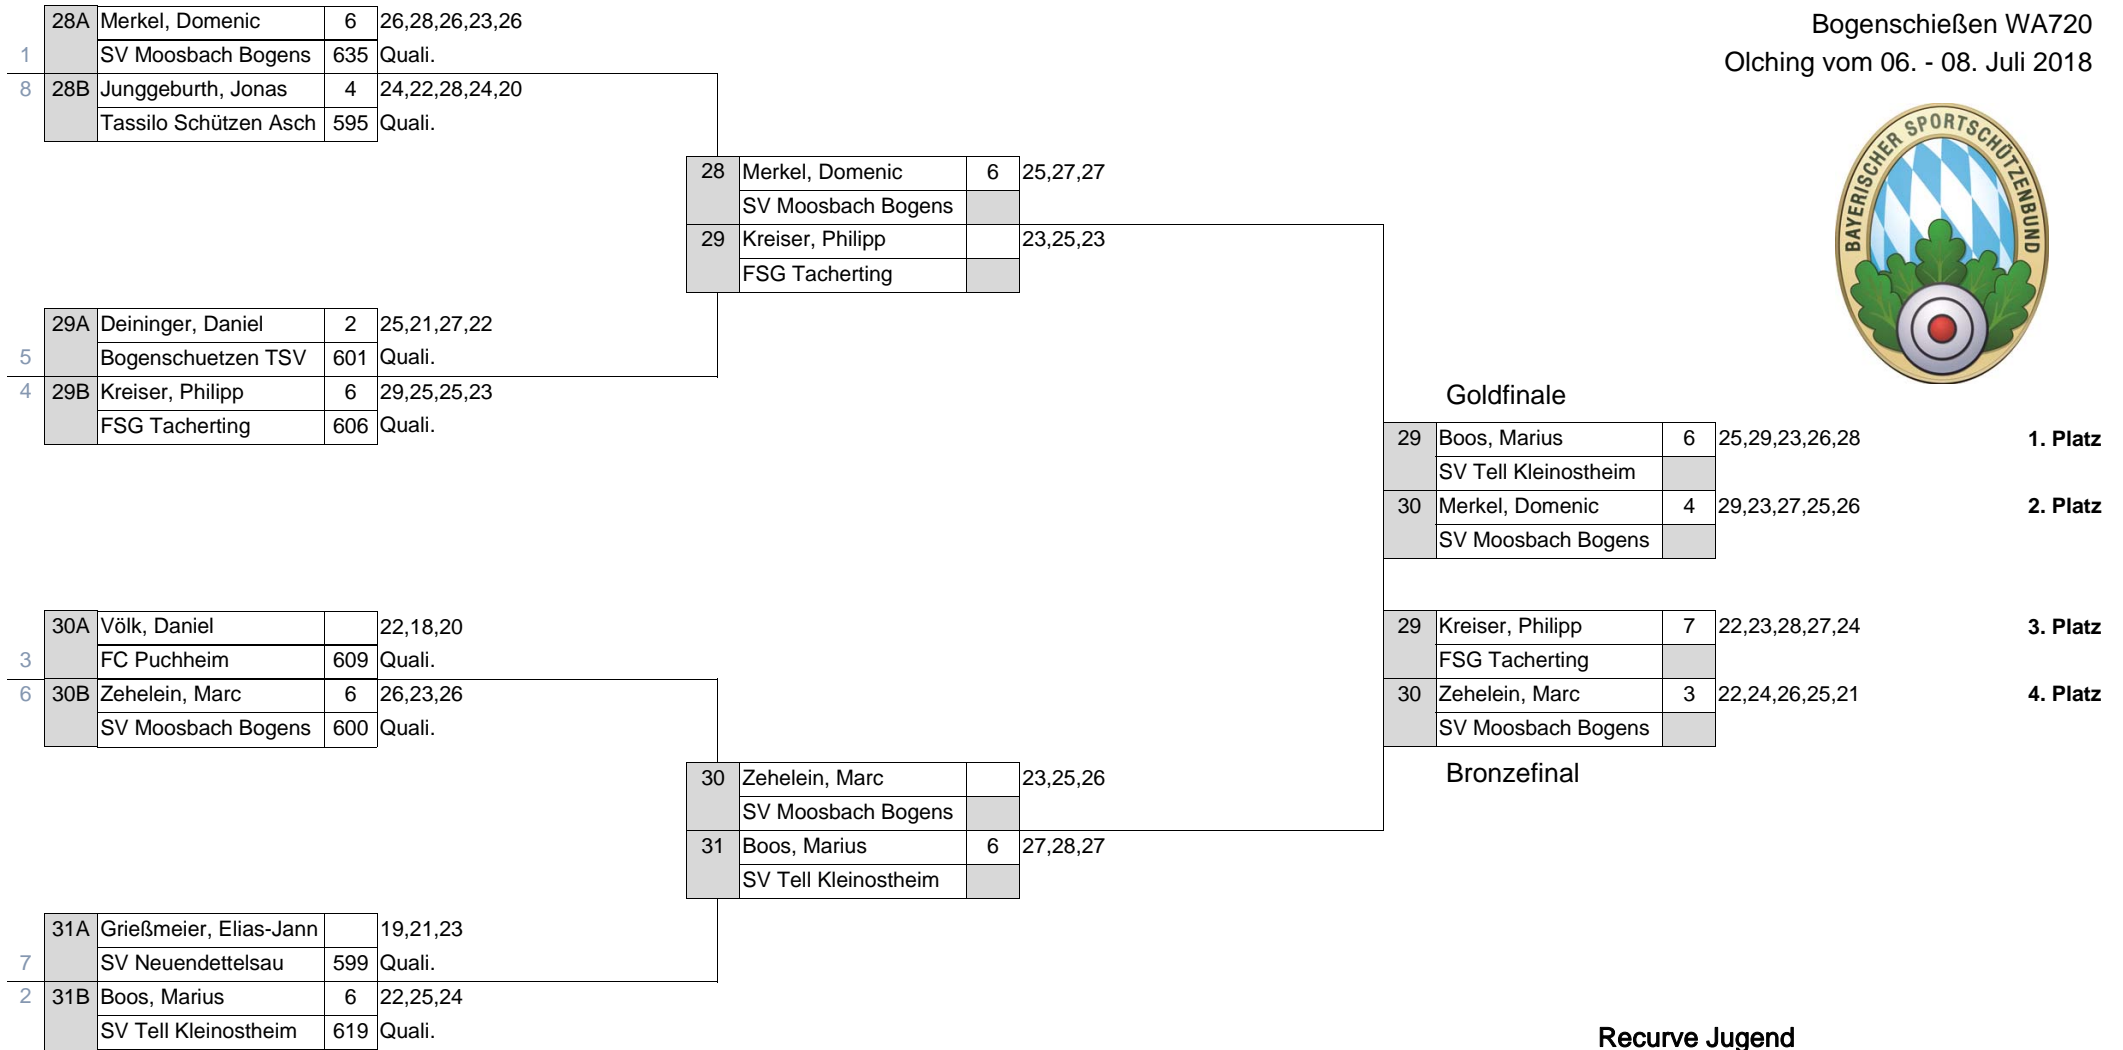 Bogenschießen WA720
Olching vom 06. - 08. Juli 2018
BAYERISCHER SPORTSCHÜTZENBUND
28A Merkel, Domenic 6 26,28,26,23,26
1 SV Moosbach Bogens 635 Quali.
8 28B Junggeburth, Jonas 4 24,22,28,24,20
Tassilo Schützen Asch 595 Quali.
28 Merkel, Domenic 6 25,27,27
SV Moosbach Bogens
29 Kreiser, Philipp 23,25,23
FSG Tacherting
29A Deininger, Daniel 2 25,21,27,22
5 Bogenschuetzen TSV 601 Quali.
4 29B Kreiser, Philipp 6 29,25,25,23
FSG Tacherting 606 Quali.
Goldfinale
29 Boos, Marius 6 25,29,23,26,28 1. Platz
SV Tell Kleinostheim
30 Merkel, Domenic 4 29,23,27,25,26 2. Platz
SV Moosbach Bogens
30A Völk, Daniel 22,18,20
3 FC Puchheim 609 Quali.
6 30B Zehelein, Marc 6 26,23,26
SV Moosbach Bogens 600 Quali.
29 Kreiser, Philipp 7 22,23,28,27,24 3. Platz
FSG Tacherting
30 Zehelein, Marc 3 22,24,26,25,21 4. Platz
SV Moosbach Bogens
Bronzefinal
30 Zehelein, Marc 23,25,26
SV Moosbach Bogens
31 Boos, Marius 6 27,28,27
SV Tell Kleinostheim
31A Grießmeier, Elias-Jann 19,21,23
7 SV Neuendettelsau 599 Quali.
2 31B Boos, Marius 6 22,25,24
SV Tell Kleinostheim 619 Quali.
Recurve Jugend